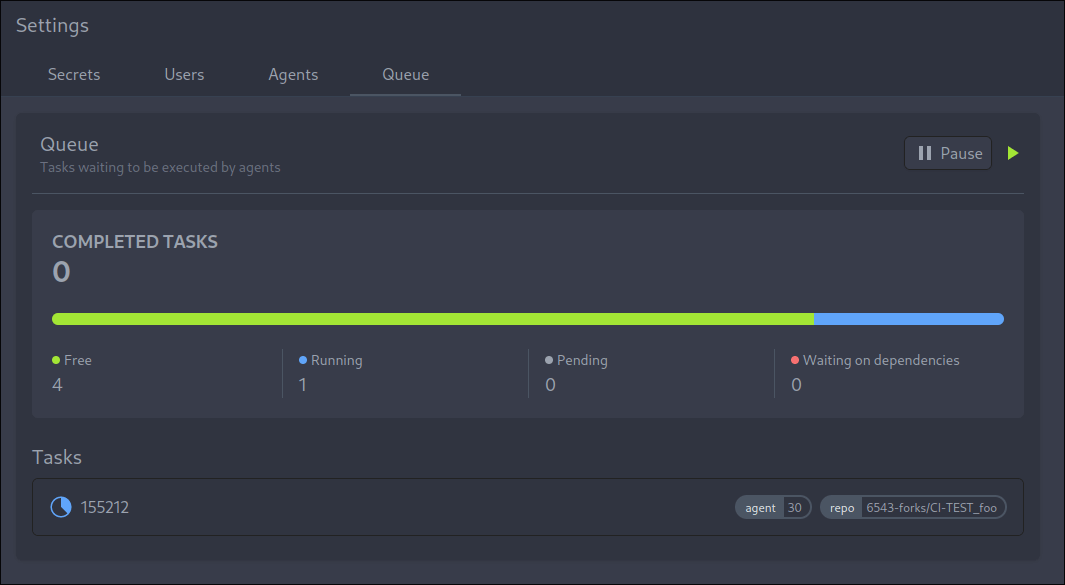 Settings
Secrets Users Agents Queue
Queue
Tasks waiting to be executed by agents
Pause
COMPLETED TASKS
0
Free Running Pending Waiting on dependencies
4 1 0 0
Tasks
155212 agent 30 repo 6543-forks/CI-TEST_foo